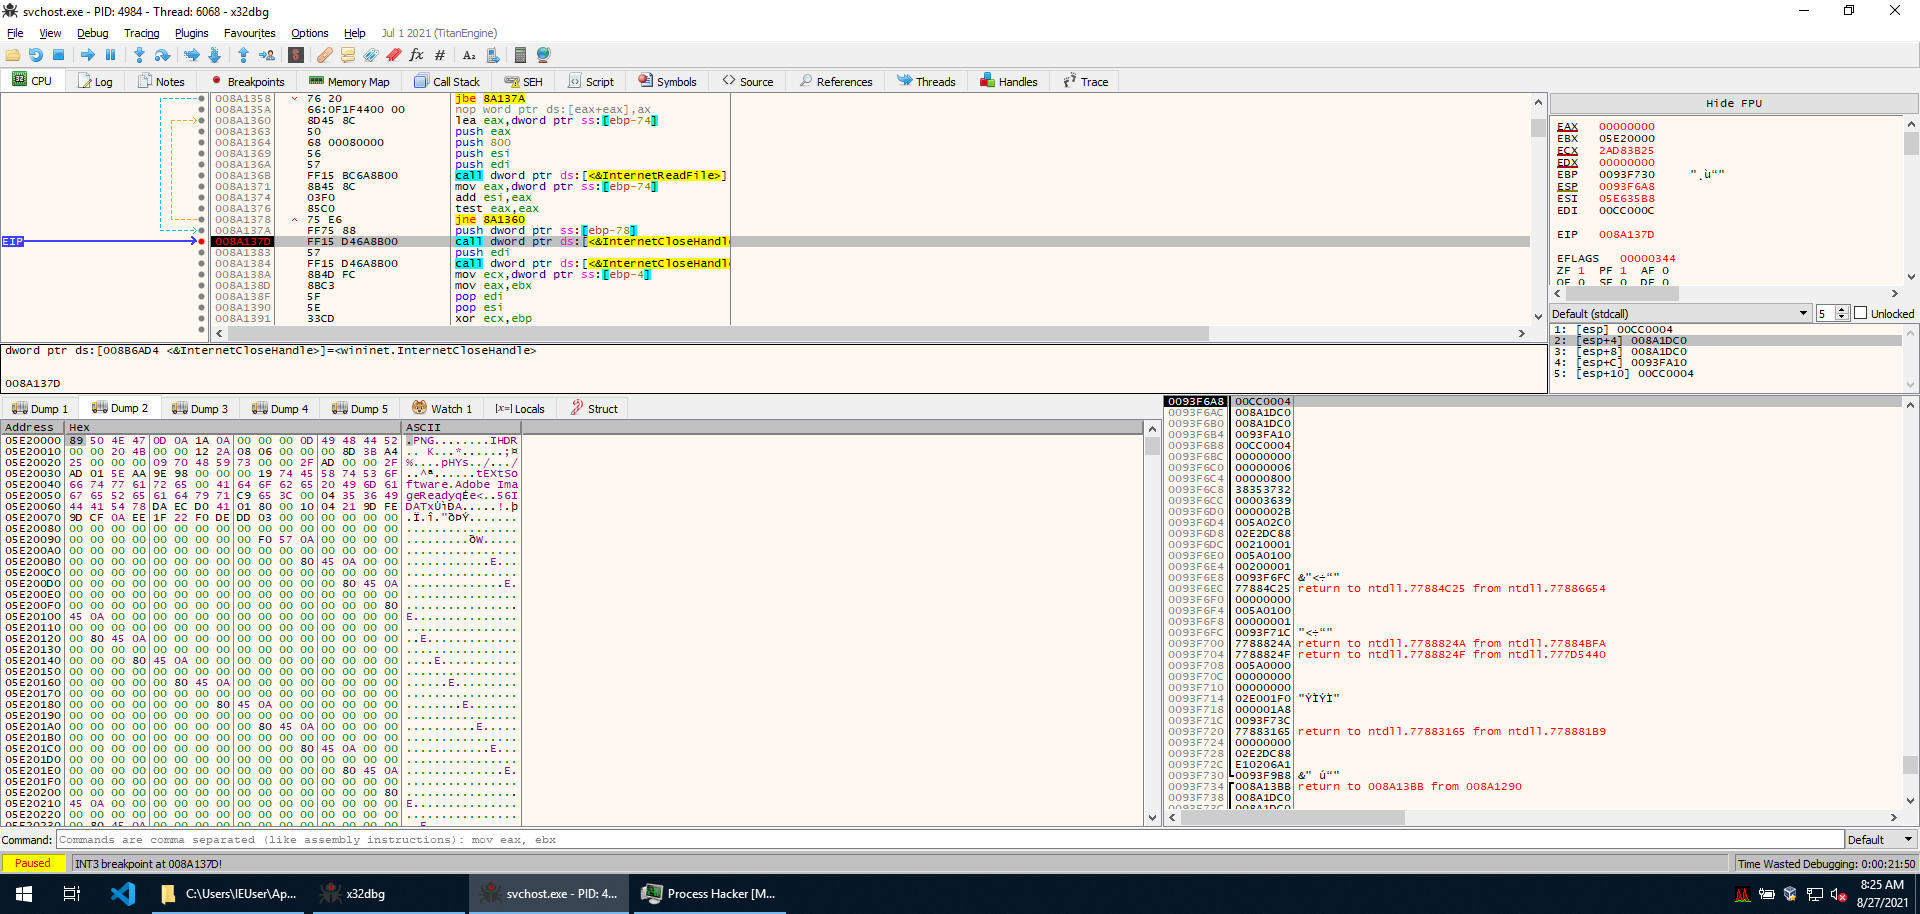 svchost.exe - PID: 4984 - Thread: 6068 - x32dbg
File View Debug Tracing Plugins Favourites Options Help Jul 1 2021 (TitanEngine)
CPU Log Notes Breakpoints Memory Map Call Stack SEH Script Symbols Source References Threads Handles Trace
008A1358 76 20 jbe 8A137A
008A135A 66:0F1F4400 00 nop word ptr ds:[eax+eax],ax
008A1360 8D45 8C lea eax,dword ptr ss:[ebp-74]
008A1363 50 push eax
008A1364 68 00080000 push 800
008A1369 56 push esi
008A136A 57 push edi
008A136B FF15 BC6A8B00 call dword ptr ds:[<&InternetReadFile>]
008A1371 8B45 8C mov eax,dword ptr ss:[ebp-74]
008A1374 03F0 add esi,eax
008A1376 85C0 test eax,eax
008A1378 75 E6 jne 8A1360
008A137A FF75 88 push dword ptr ss:[ebp-78]
EIP 008A137D FF15 D46A8B00 call dword ptr ds:[<&InternetCloseHandl
008A1383 57 push edi
008A1384 FF15 D46A8B00 call dword ptr ds:[<&InternetCloseHandl
008A138A 8B4D FC mov ecx,dword ptr ss:[ebp-4]
008A138D 8BC3 mov eax,ebx
008A138F 5F pop edi
008A1390 5E pop esi
008A1391 33CD xor ecx,ebp
Hide FPU
EAX 00000000
EBX 05E20000
ECX 2AD83B25
EDX 00000000
EBP 0093F730 "¸ù“"
ESP 0093F6A8
ESI 05E635B8
EDI 00CC000C
EIP 008A137D
EFLAGS 00000344
ZF 1 PF 1 AF 0
OF 0 SF 0 DF 0
Default (stdcall) 5 Unlocked
1: [esp] 00CC0004
2: [esp+4] 008A1DC0
3: [esp+8] 008A1DC0
4: [esp+C] 0093FA10
5: [esp+10] 00CC0004
dword ptr ds:[008B6AD4 <&InternetCloseHandle>]=<wininet.InternetCloseHandle>
008A137D
Dump 1 Dump 2 Dump 3 Dump 4 Dump 5 Watch 1 Locals Struct
Address Hex ASCII
05E20000 89 50 4E 47 0D 0A 1A 0A 00 00 00 0D 49 48 44 52 .PNG........IHDR
05E20010 00 00 20 4B 00 00 12 2A 08 06 00 00 00 8D 3B A4 .. K...*......;¤
05E20020 25 00 00 00 09 70 48 59 73 00 00 2F AD 00 00 2F %....pHYs../.../
05E20030 AD 01 5E AA 9E 98 00 00 00 19 74 45 58 74 53 6F ..^ª......tEXtSo
05E20040 66 74 77 61 72 65 00 41 64 6F 62 65 20 49 6D 61 ftware.Adobe Ima
05E20050 67 65 52 65 61 64 79 71 C9 65 3C 00 04 35 36 49 geReadyqÉe<..56I
05E20060 44 41 54 78 DA EC D0 41 01 80 00 10 04 21 9D FE DATxÚìÐA.....!.þ
05E20070 9D CF 0A EE 1F 22 F0 DE DD 03 00 00 00 00 00 00 .Ï.î."ðÞÝ.......
05E20080 00 00 00 00 00 00 00 00 00 00 00 00 00 00 00 00 ................
05E20090 00 00 00 00 00 00 00 00 00 F0 57 0A 00 00 00 00 .........ðW.....
05E200A0 00 00 00 00 00 00 00 00 00 00 00 00 00 00 00 00 ................
05E200B0 00 00 00 00 00 00 00 00 00 00 00 80 45 0A 00 00 ............E...
05E200C0 00 00 00 00 00 00 00 00 00 00 00 00 00 00 00 00 ................
05E200D0 00 00 00 00 00 00 00 00 00 00 00 00 00 80 45 0A ..............E.
05E200E0 00 00 00 00 00 00 00 00 00 00 00 00 00 00 00 00 ................
05E200F0 00 00 00 00 00 00 00 00 00 00 00 00 00 00 00 80 ................
05E20100 45 0A 00 00 00 00 00 00 00 00 00 00 00 00 00 00 E...............
05E20110 00 00 00 00 00 00 00 00 00 00 00 00 00 00 00 00 ................
05E20120 00 80 45 0A 00 00 00 00 00 00 00 00 00 00 00 00 ..E.............
05E20130 00 00 00 00 00 00 00 00 00 00 00 00 00 00 00 00 ................
05E20140 00 00 00 80 45 0A 00 00 00 00 00 00 00 00 00 00 ....E...........
05E20150 00 00 00 00 00 00 00 00 00 00 00 00 00 00 00 00 ................
05E20160 00 00 00 00 00 80 45 0A 00 00 00 00 00 00 00 00 ......E.........
05E20170 00 00 00 00 00 00 00 00 00 00 00 00 00 00 00 00 ................
05E20180 00 00 00 00 00 00 00 80 45 0A 00 00 00 00 00 00 ........E.......
05E20190 00 00 00 00 00 00 00 00 00 00 00 00 00 00 00 00 ................
05E201A0 00 00 00 00 00 00 00 00 00 80 45 0A 00 00 00 00 ..........E.....
05E201B0 00 00 00 00 00 00 00 00 00 00 00 00 00 00 00 00 ................
05E201C0 00 00 00 00 00 00 00 00 00 00 00 80 45 0A 00 00 ............E...
05E201D0 00 00 00 00 00 00 00 00 00 00 00 00 00 00 00 00 ................
05E201E0 00 00 00 00 00 00 00 00 00 00 00 00 00 80 45 0A ..............E.
05E201F0 00 00 00 00 00 00 00 00 00 00 00 00 00 00 00 00 ................
05E20200 00 00 00 00 00 00 00 00 00 00 00 00 00 00 00 80 ................
05E20210 45 0A 00 00 00 00 00 00 00 00 00 00 00 00 00 00 E...............
05E20220 00 00 00 00 00 00 00 00 00 00 00 00 00 00 00 00 ................
0093F6A8 00CC0004
0093F6AC 008A1DC0
0093F6B0 008A1DC0
0093F6B4 0093FA10
0093F6B8 00CC0004
0093F6BC 00000000
0093F6C0 00000006
0093F6C4 00000800
0093F6C8 38353732
0093F6CC 00003639
0093F6D0 0000002B
0093F6D4 005A02C0
0093F6D8 02E2DC88
0093F6DC 00210001
0093F6E0 005A0100
0093F6E4 00200001
0093F6E8 0093F6FC &"<÷“"
0093F6EC 77884C25 return to ntdll.77884C25 from ntdll.77886654
0093F6F0 00000000
0093F6F4 005A0100
0093F6F8 00000001
0093F6FC 0093F71C "<÷“"
0093F700 7788824A return to ntdll.7788824A from ntdll.77884BFA
0093F704 7788824F return to ntdll.7788824F from ntdll.777D5440
0093F708 005A0000
0093F70C 00000000
0093F710 00000000
0093F714 02E001F0 "ÝÌÝÌ"
0093F718 000001A8
0093F71C 0093F73C
0093F720 77883165 return to ntdll.77883165 from ntdll.778881B9
0093F724 00000000
0093F728 02E2DC88
0093F72C E10206A1
0093F730 0093F9B8 &" ú“"
0093F734 008A13BB return to 008A13BB from 008A1290
0093F738 008A1DC0
Command: Commands are comma separated (like assembly instructions): mov eax, ebx Default
Paused INT3 breakpoint at 008A137D! Time Wasted Debugging: 0:00:21:50
C:\Users\IEUser\Ap... x32dbg svchost.exe - PID: 4... Process Hacker [M... 8:25 AM
8/27/2021